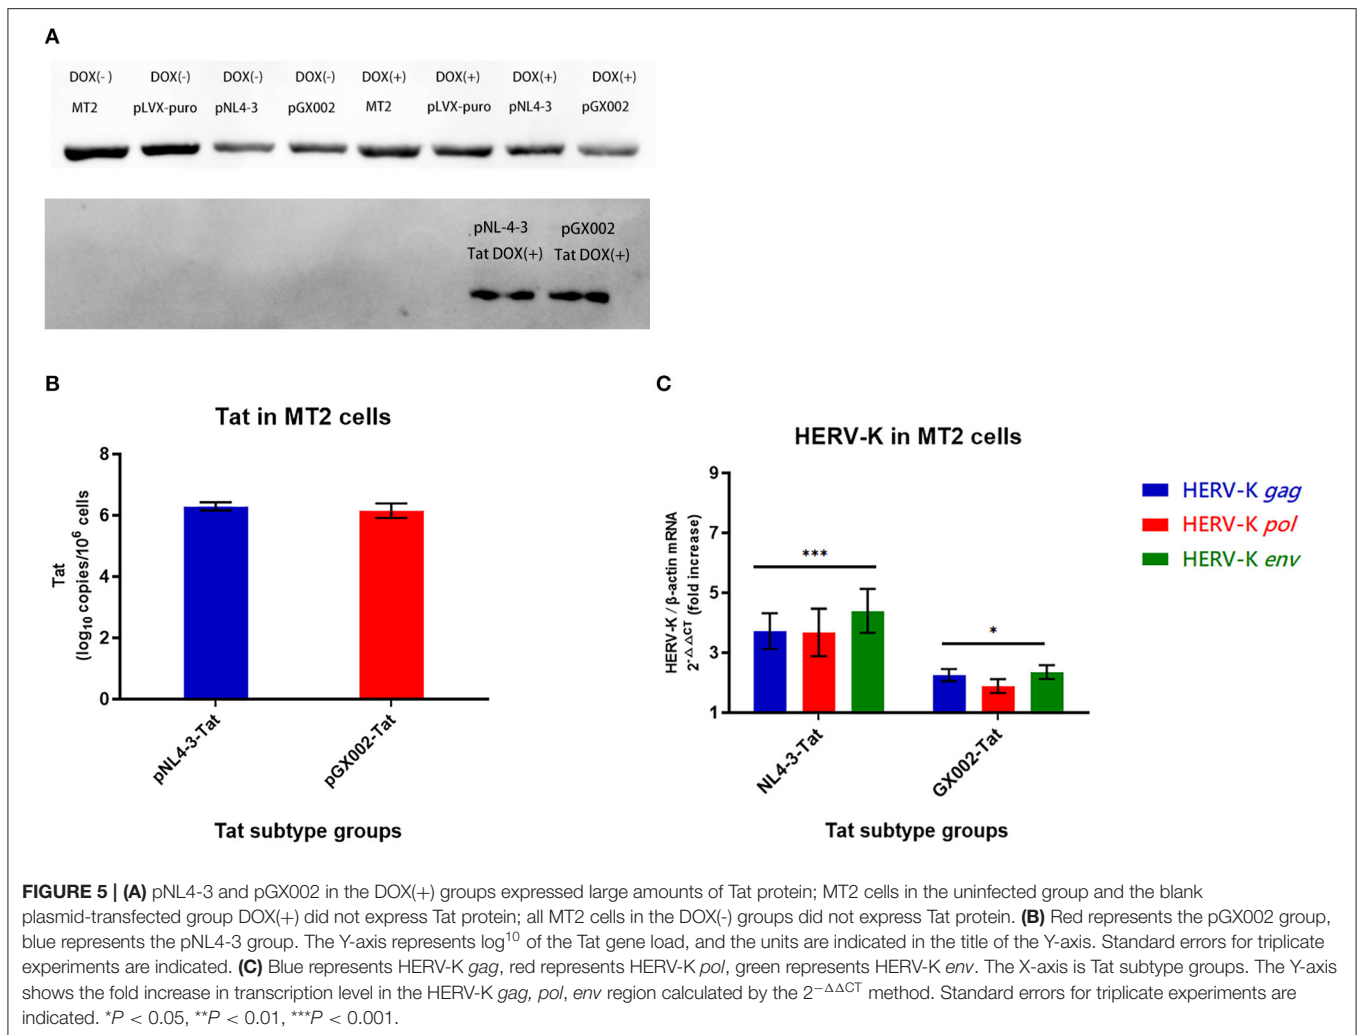 A
DOX(-) DOX(-) DOX(-) DOX(-) DOX(+) DOX(+) DOX(+) DOX(+)
MT2 pLVX-puro pNL4-3 pGX002 MT2 pLVX-puro pNL4-3 pGX002
pNL-4-3 pGX002
Tat DOX(+) Tat DOX(+)
B
Tat in MT2 cells
Tat
(log₁₀ copies/10⁶ cells
8
6
4
2
0
pNL4-3-Tat
pGX002-Tat
Tat subtype groups
C
HERV-K in MT2 cells
HERV-K / β-actin mRNA
2^-△△CT (fold increase)
9
7
5
3
1
***
*
NL4-3-Tat
GX002-Tat
Tat subtype groups
HERV-K gag
HERV-K pol
HERV-K env
FIGURE 5 | (A) pNL4-3 and pGX002 in the DOX(+) groups expressed large amounts of Tat protein; MT2 cells in the uninfected group and the blank
plasmid-transfected group DOX(+) did not express Tat protein; all MT2 cells in the DOX(-) groups did not express Tat protein. (B) Red represents the pGX002 group,
blue represents the pNL4-3 group. The Y-axis represents log¹⁰ of the Tat gene load, and the units are indicated in the title of the Y-axis. Standard errors for triplicate
experiments are indicated. (C) Blue represents HERV-K gag, red represents HERV-K pol, green represents HERV-K env. The X-axis is Tat subtype groups. The Y-axis
shows the fold increase in transcription level in the HERV-K gag, pol, env region calculated by the 2^−ΔΔCT method. Standard errors for triplicate experiments are
indicated. *P < 0.05, **P < 0.01, ***P < 0.001.